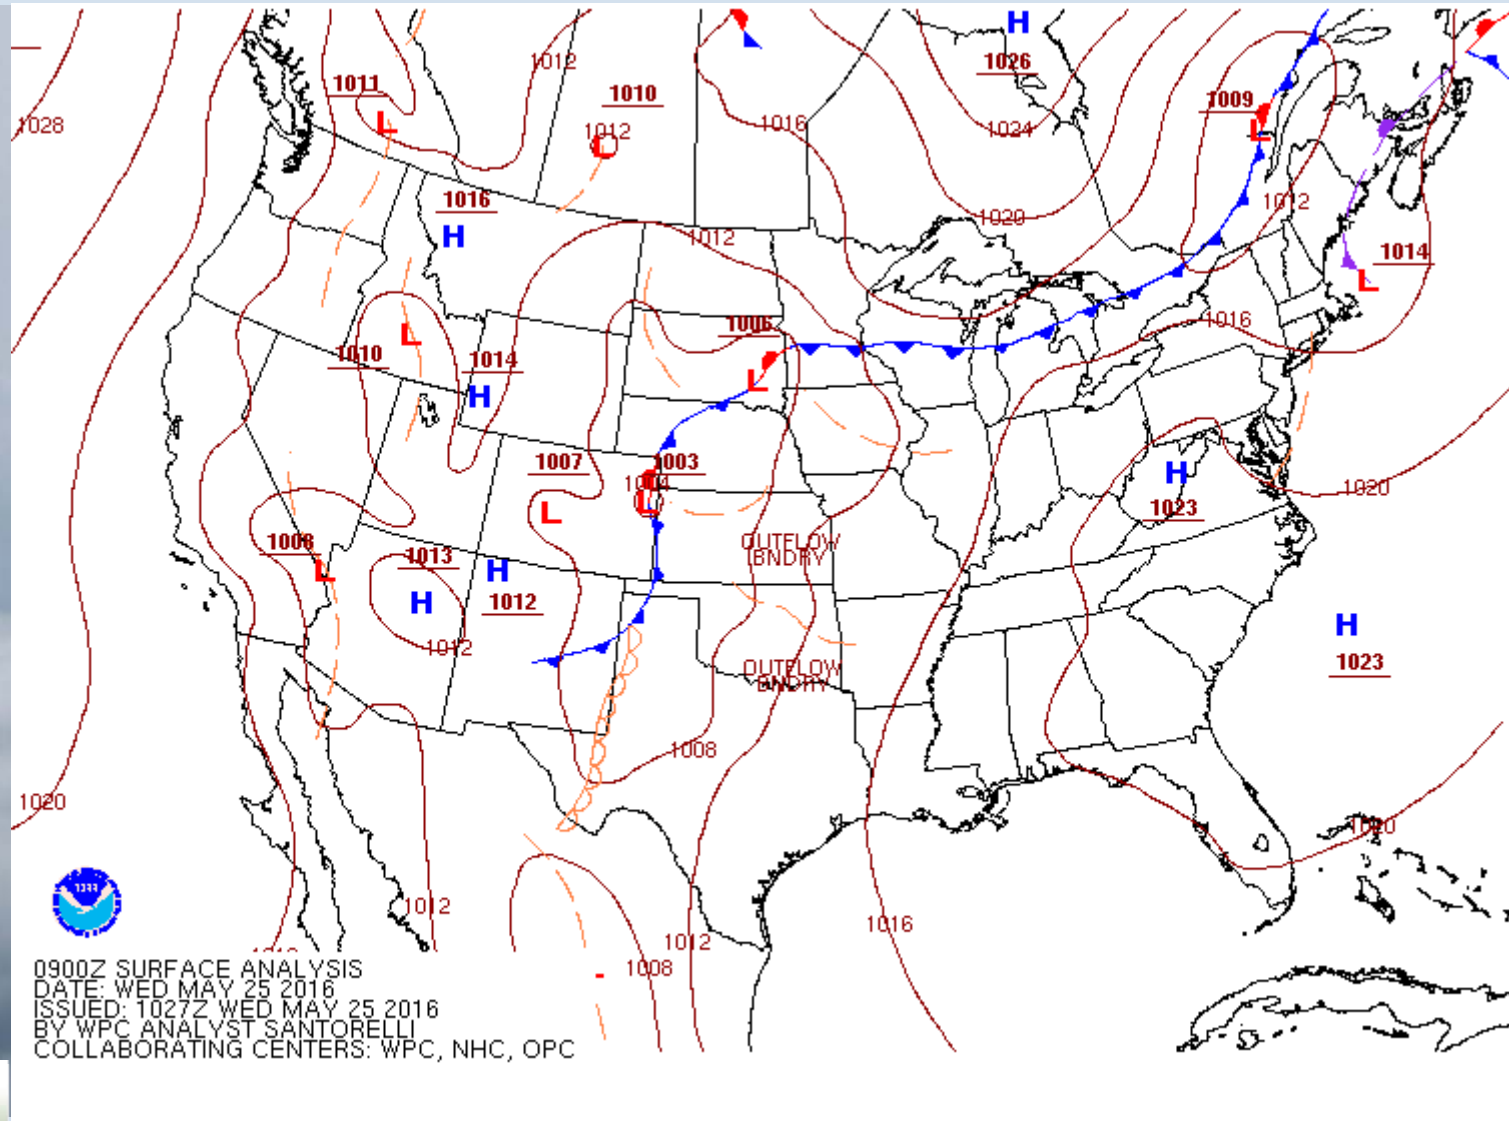 H
1012
1011
1010
1026
1009
1028
L
1012
L
1016
1024
L
1016
H
1020
1012
1012
1014
L
1006
1016
L
1010
1014
H
L
1007
1003
1004
H
1023
1020
L
L
1008
L
1013
H
H
1012
1012
OUTFLOW
BNDRY
OUTFLOW
BNDRY
H
1023
1008
1020
1020
1012
1016
1012
1008
0900Z SURFACE ANALYSIS
DATE: WED MAY 25 2016
ISSUED: 1027Z WED MAY 25 2016
BY WPC ANALYST SANTORELLI
COLLABORATING CENTERS: WPC, NHC, OPC